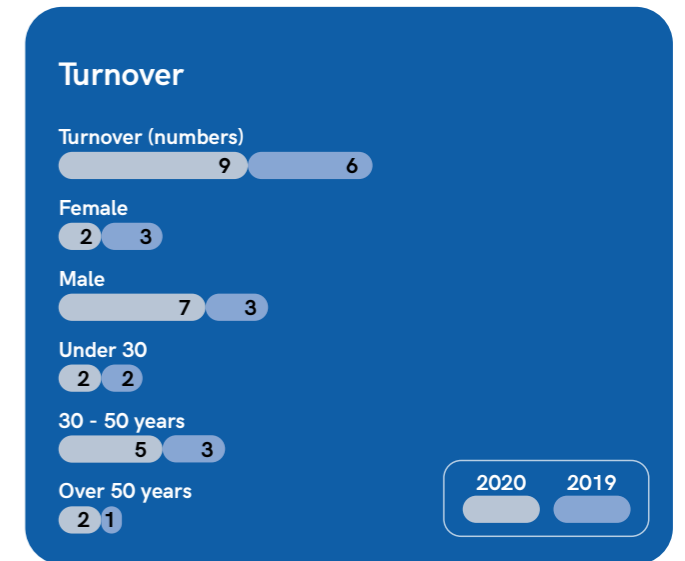 Turnover
Turnover (numbers)
9 6
Female
2 3
Male
7 3
Under 30
2 2
30 - 50 years
5 3
Over 50 years
2 1
2020 2019